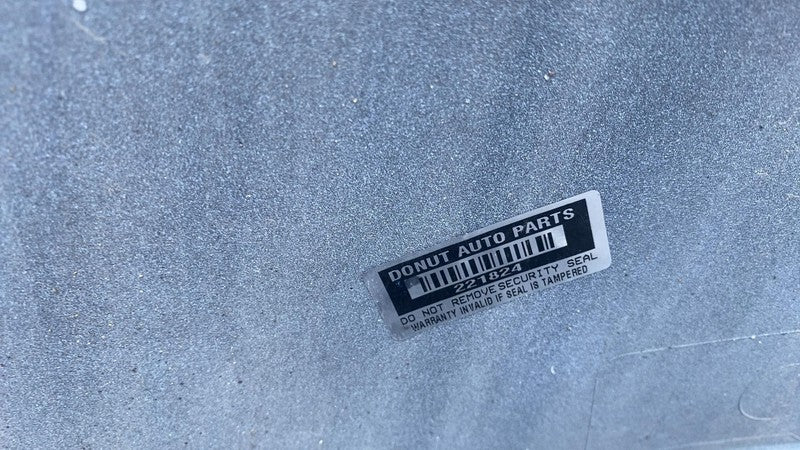 DONUT AUTO PARTS
221824
DO NOT REMOVE SECURITY SEAL
WARRANTY INVALID IF SEAL IS TAMPERED